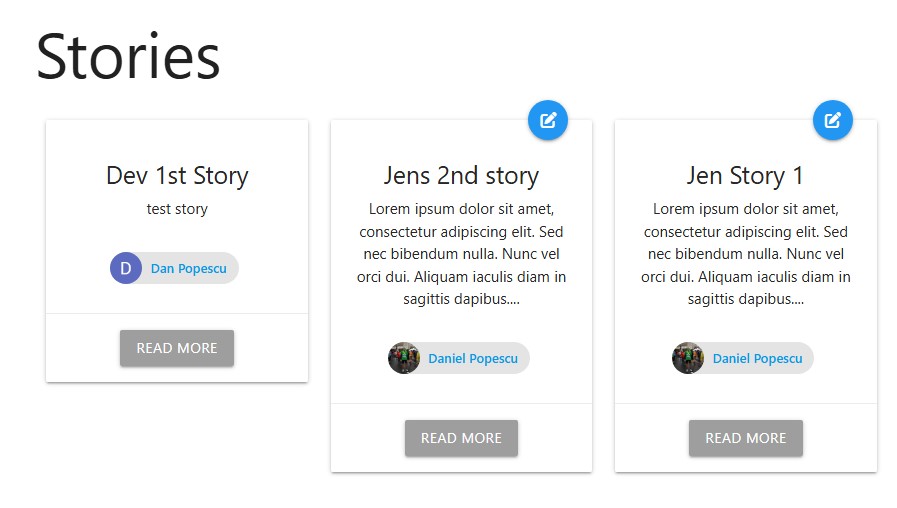 Stories
Dev 1st Story
test story
D Dan Popescu
READ MORE
Jens 2nd story
Lorem ipsum dolor sit amet,
consectetur adipiscing elit. Sed
nec bibendum nulla. Nunc vel
orci dui. Aliquam iaculis diam in
sagittis dapibus....
Daniel Popescu
READ MORE
Jen Story 1
Lorem ipsum dolor sit amet,
consectetur adipiscing elit. Sed
nec bibendum nulla. Nunc vel
orci dui. Aliquam iaculis diam in
sagittis dapibus....
Daniel Popescu
READ MORE